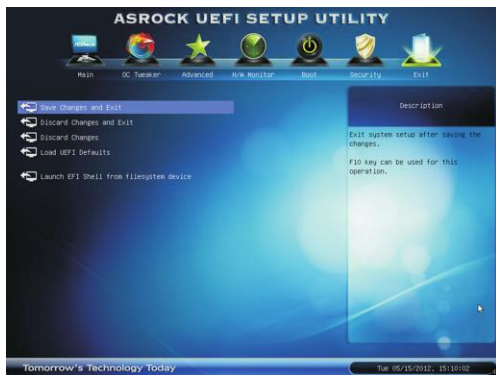 ASROCK UEFI SETUP UTILITY
Main OC Tweaker Advanced H/W Monitor Boot Security Exit
Save Changes and Exit
Discard Changes and Exit
Discard Changes
Load UEFI Defaults
Launch EFI Shell from filesystem device
Description
Exit system setup after saving the
changes.
F10 key can be used for this
operation.
Tomorrow's Technology Today
Tue 05/15/2012, 15:10:02